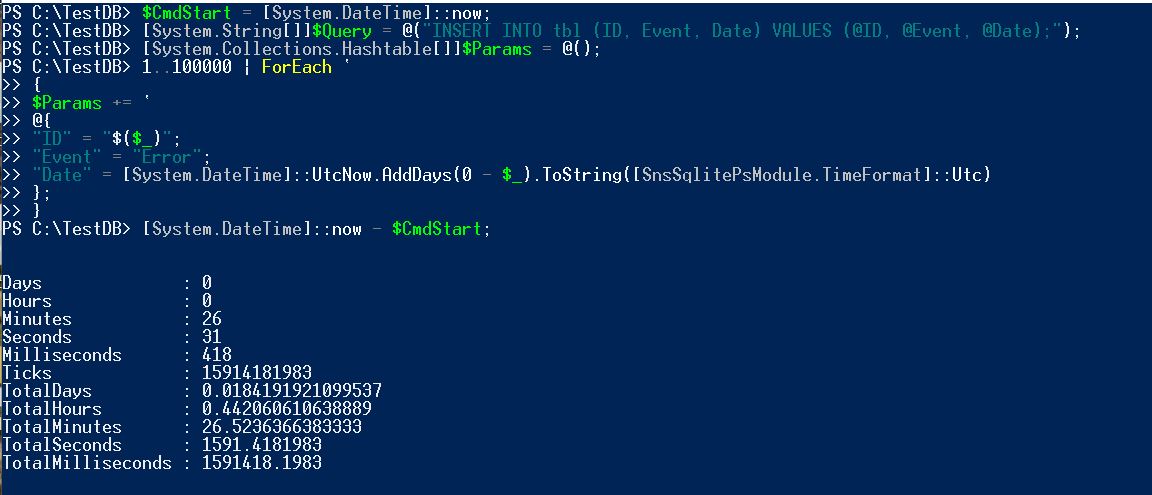 PS C:\TestDB> $CmdStart = [System.DateTime]::now;
PS C:\TestDB> [System.String[]]$Query = @("INSERT INTO tbl (ID, Event, Date) VALUES (@ID, @Event, @Date);");
PS C:\TestDB> [System.Collections.Hashtable[]]$Params = @();
PS C:\TestDB> 1..100000 | ForEach `
>> {
>> $Params += `
>> @{
>> "ID" = "$($_)";
>> "Event" = "Error";
>> "Date" = [System.DateTime]::UtcNow.AddDays(0 - $_).ToString([SnsSqlitePsModule.TimeFormat]::Utc)
>> };
>> }
PS C:\TestDB> [System.DateTime]::now - $CmdStart;
Days : 0
Hours : 0
Minutes : 26
Seconds : 31
Milliseconds : 418
Ticks : 15914181983
TotalDays : 0.0184191921099537
TotalHours : 0.442060610638889
TotalMinutes : 26.5236366383333
TotalSeconds : 1591.4181983
TotalMilliseconds : 1591418.1983